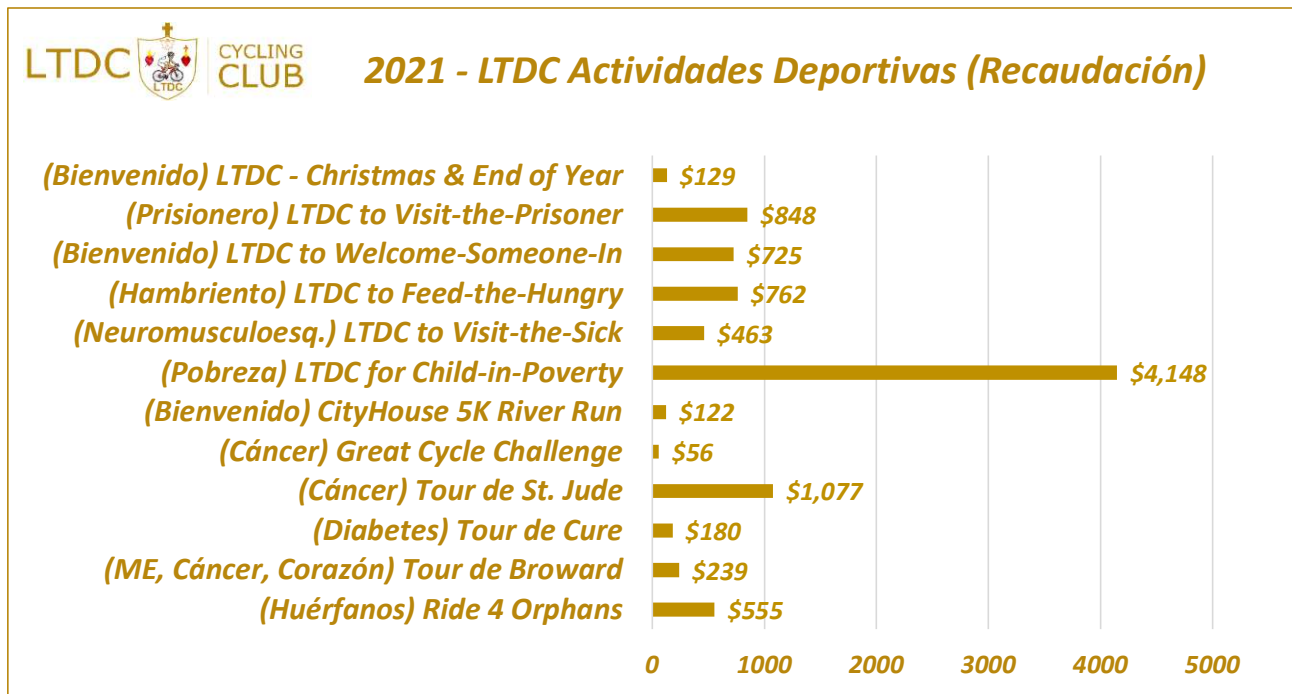 LTDC
LTDC
CYCLING
CLUB
2021 - LTDC Actividades Deportivas (Recaudación)
(Bienvenido) LTDC - Christmas & End of Year $129
(Prisionero) LTDC to Visit-the-Prisoner $848
(Bienvenido) LTDC to Welcome-Someone-In $725
(Hambriento) LTDC to Feed-the-Hungry $762
(Neuromusculoesq.) LTDC to Visit-the-Sick $463
(Pobreza) LTDC for Child-in-Poverty $4,148
(Bienvenido) CityHouse 5K River Run $122
(Cáncer) Great Cycle Challenge $56
(Cáncer) Tour de St. Jude $1,077
(Diabetes) Tour de Cure $180
(ME, Cáncer, Corazón) Tour de Broward $239
(Huérfanos) Ride 4 Orphans $555
0 1000 2000 3000 4000 5000